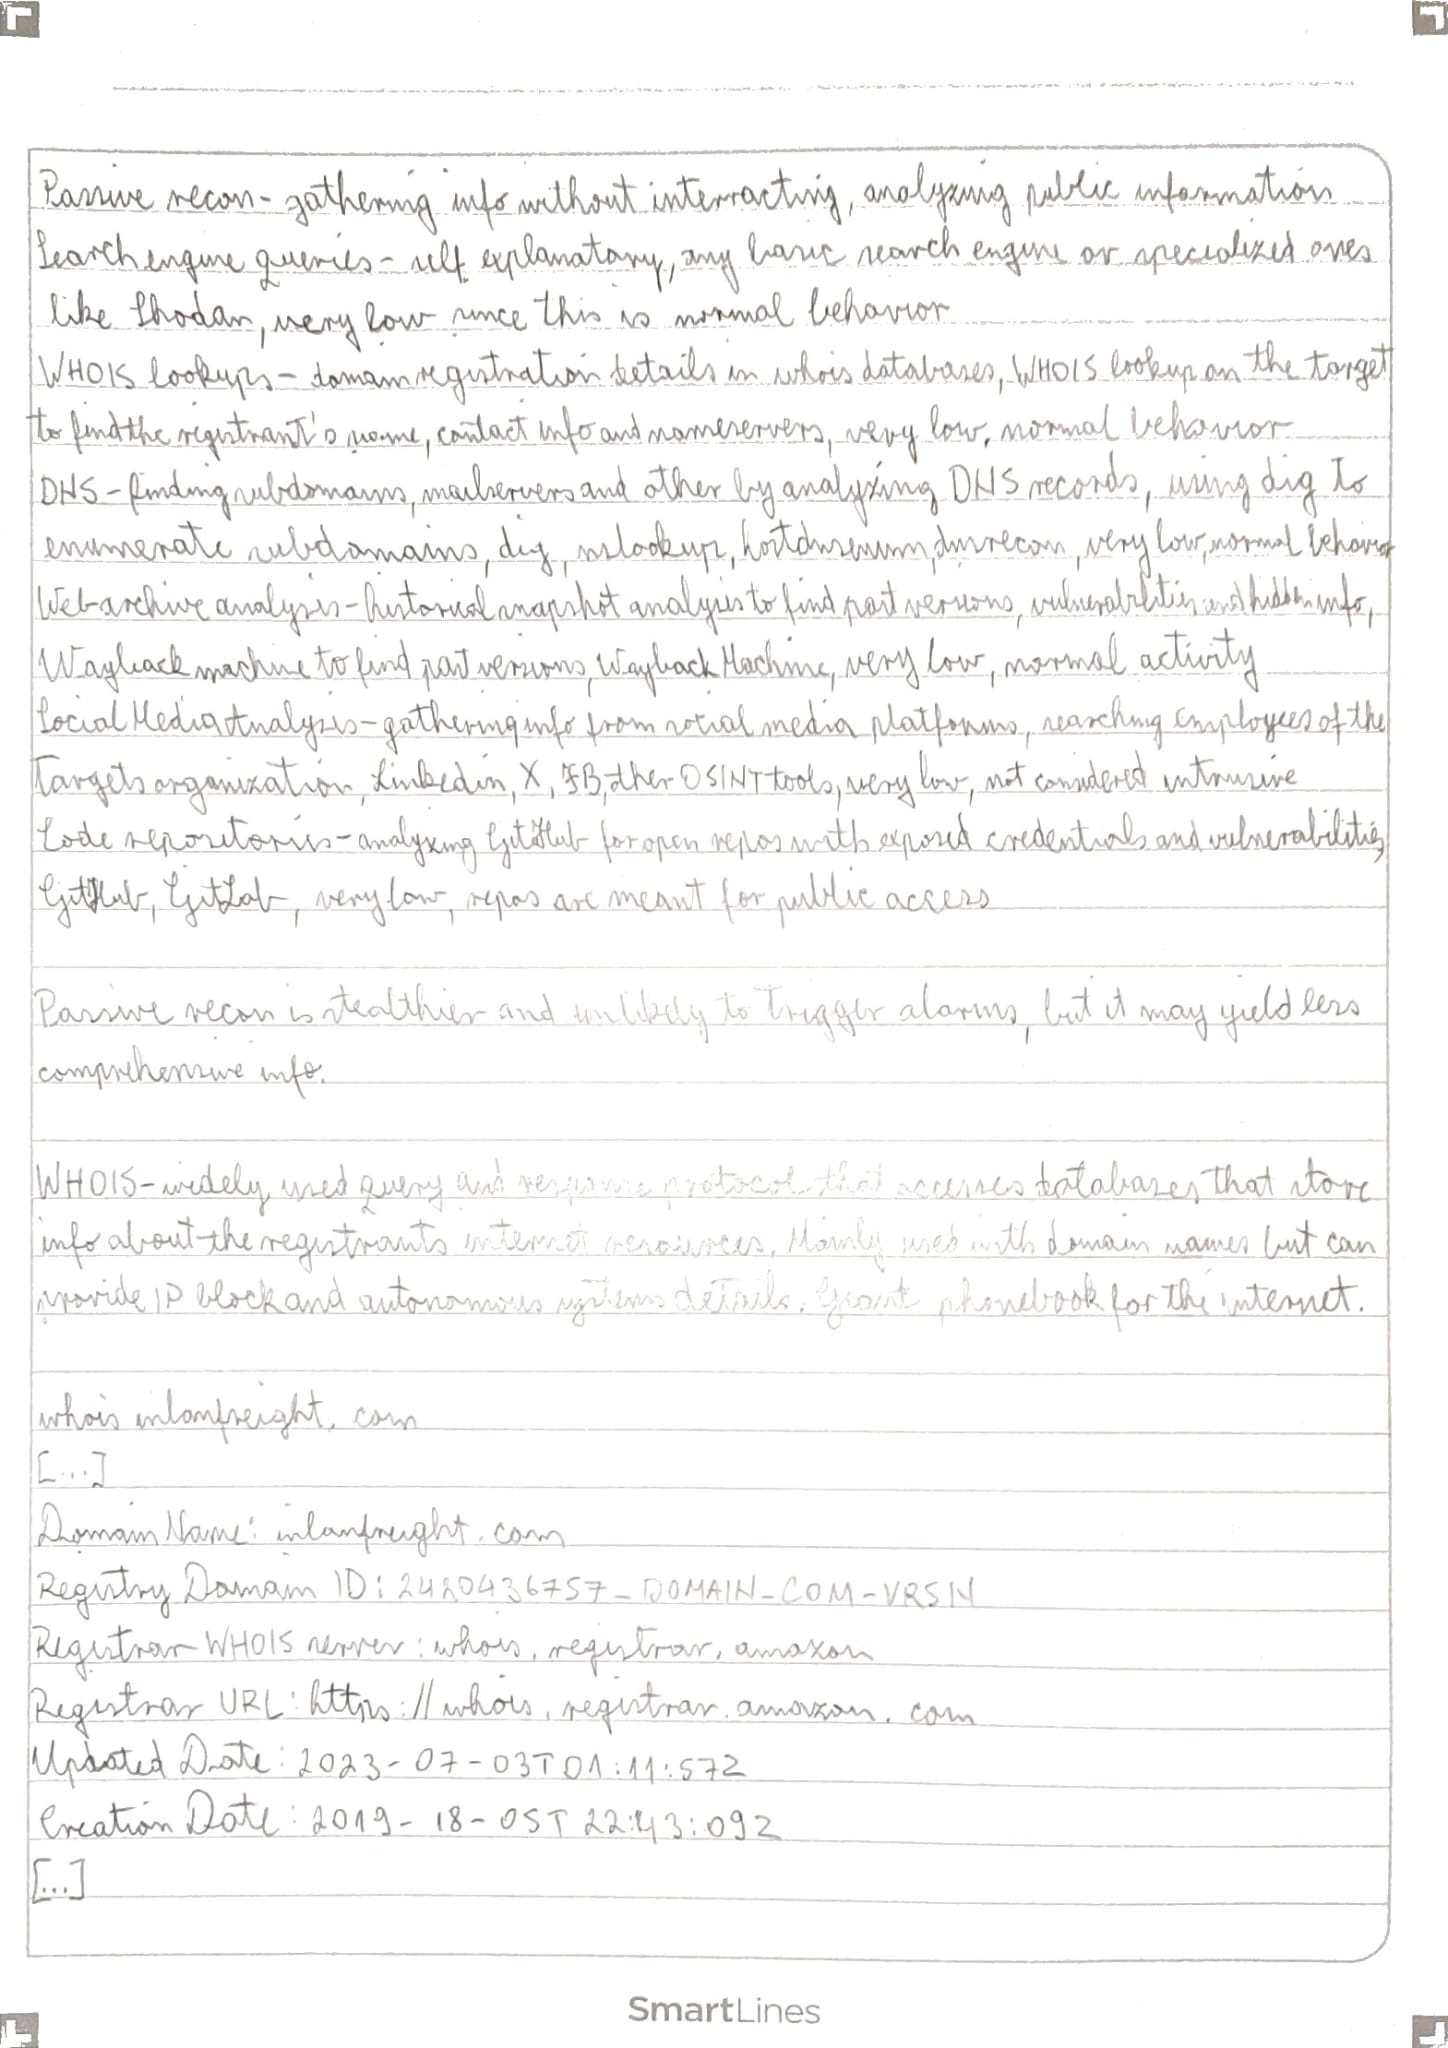 Passive recon - gathering info without interracting, analyzing public information
Search engine queries - self explanatory, any basic search engine or specialized ones
like Shodan, very low since this is normal behavior
WHOIS lookups - domain registration details in whois databases, WHOIS lookup on the target
to find the registrant's name, contact info and nameservers, very low, normal behavior
DNS - finding subdomains, mailservers and other by analyzing DNS records, using dig to
enumerate subdomains, dig, nslookup, host, dnsenum, dnsrecon, very low, normal behavior
Web archive analysis - historical snapshot analysis to find past versions, vulnerabilities and hidden info,
Wayback machine to find past versions, Wayback Machine, very low, normal activity
Social Media Analysis - gathering info from social media platforms, searching employees of the
targets organization, Linkedin, X, FB, other OSINT tools, very low, not considered intrusive
Code repositories - analyzing GitHub for open repos with exposed credentials and vulnerabilities,
GitHub, GitLab, very low, repos are meant for public access
Passive recon is stealthier and unlikely to trigger alarms, but it may yield less
comprehensive info.
WHOIS - widely used query and response protocol that accesses databases that store
info about the registrants internet resources. Mainly used with domain names but can
provide IP block and autonomous systems details. Giant phonebook for the internet.
whois inlanfreight.com
[...]
Domain Name: inlanfreight.com
Registry Domain ID: 2420436757_DOMAIN_COM-VRSN
Registrar WHOIS server: whois.registrar.amazon
Registrar URL: https://whois.registrar.amazon.com
Updated Date: 2023-07-03T01:11:57Z
Creation Date: 2019-18-05T22:43:09Z
[...]
SmartLines